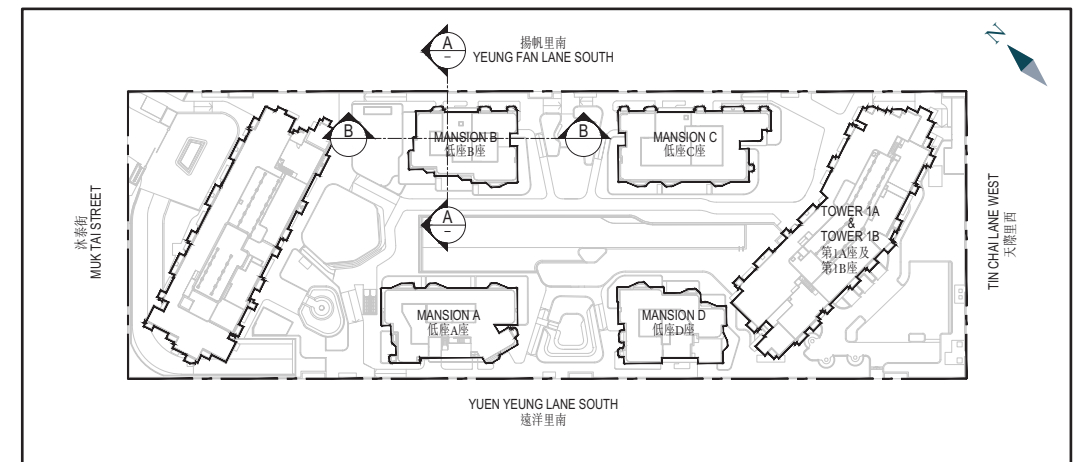 N
A
–
揚帆里南
YEUNG FAN LANE SOUTH
B
MANSION B
低座B座
B
MANSION C
低座C座
沐泰街
MUK TAI STREET
A
–
TOWER 1A
&
TOWER 1B
第1A座及
第1B座
TIN CHAI LANE WEST
天際里西
MANSION A
低座A座
MANSION D
低座D座
YUEN YEUNG LANE SOUTH
遠洋里南